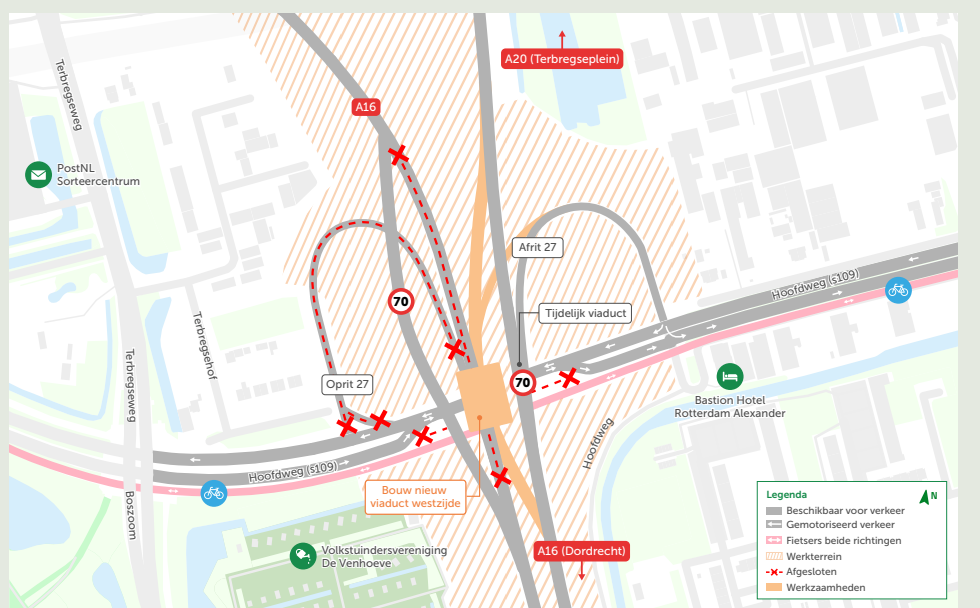 A20 (Terbregseplein)
Terbregseweg
A16
PostNL
Sorteercentrum
Afrit 27
Hoofdweg (s109)
70
Tijdelijk viaduct
Terbregsehof
Terbregseweg
Oprit 27
70
Bastion Hotel
Rotterdam Alexander
Hoofdweg
Hoofdweg (s109)
Bouw nieuw
viaduct westzijde
Boszoom
Volkstuindersvereniging
De Venhoeve
A16 (Dordrecht)
Legenda
N
Beschikbaar voor verkeer
Gemotoriseerd verkeer
Fietsers beide richtingen
Werkterrein
Afgesloten
Werkzaamheden